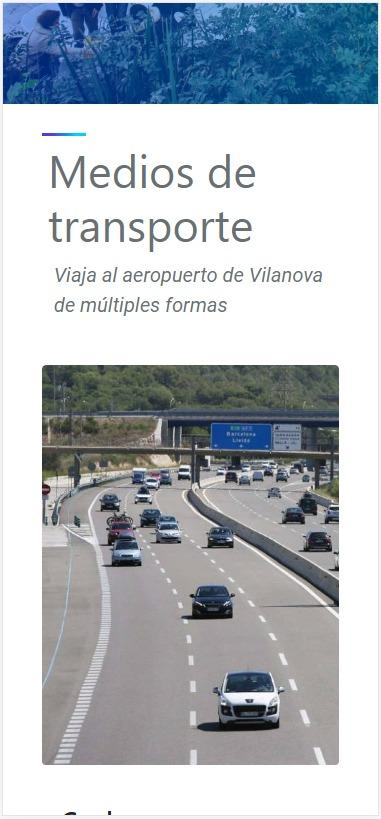 Medios de
transporte
Viaja al aeropuerto de Vilanova
de múltiples formas
Barcelona
Lleida